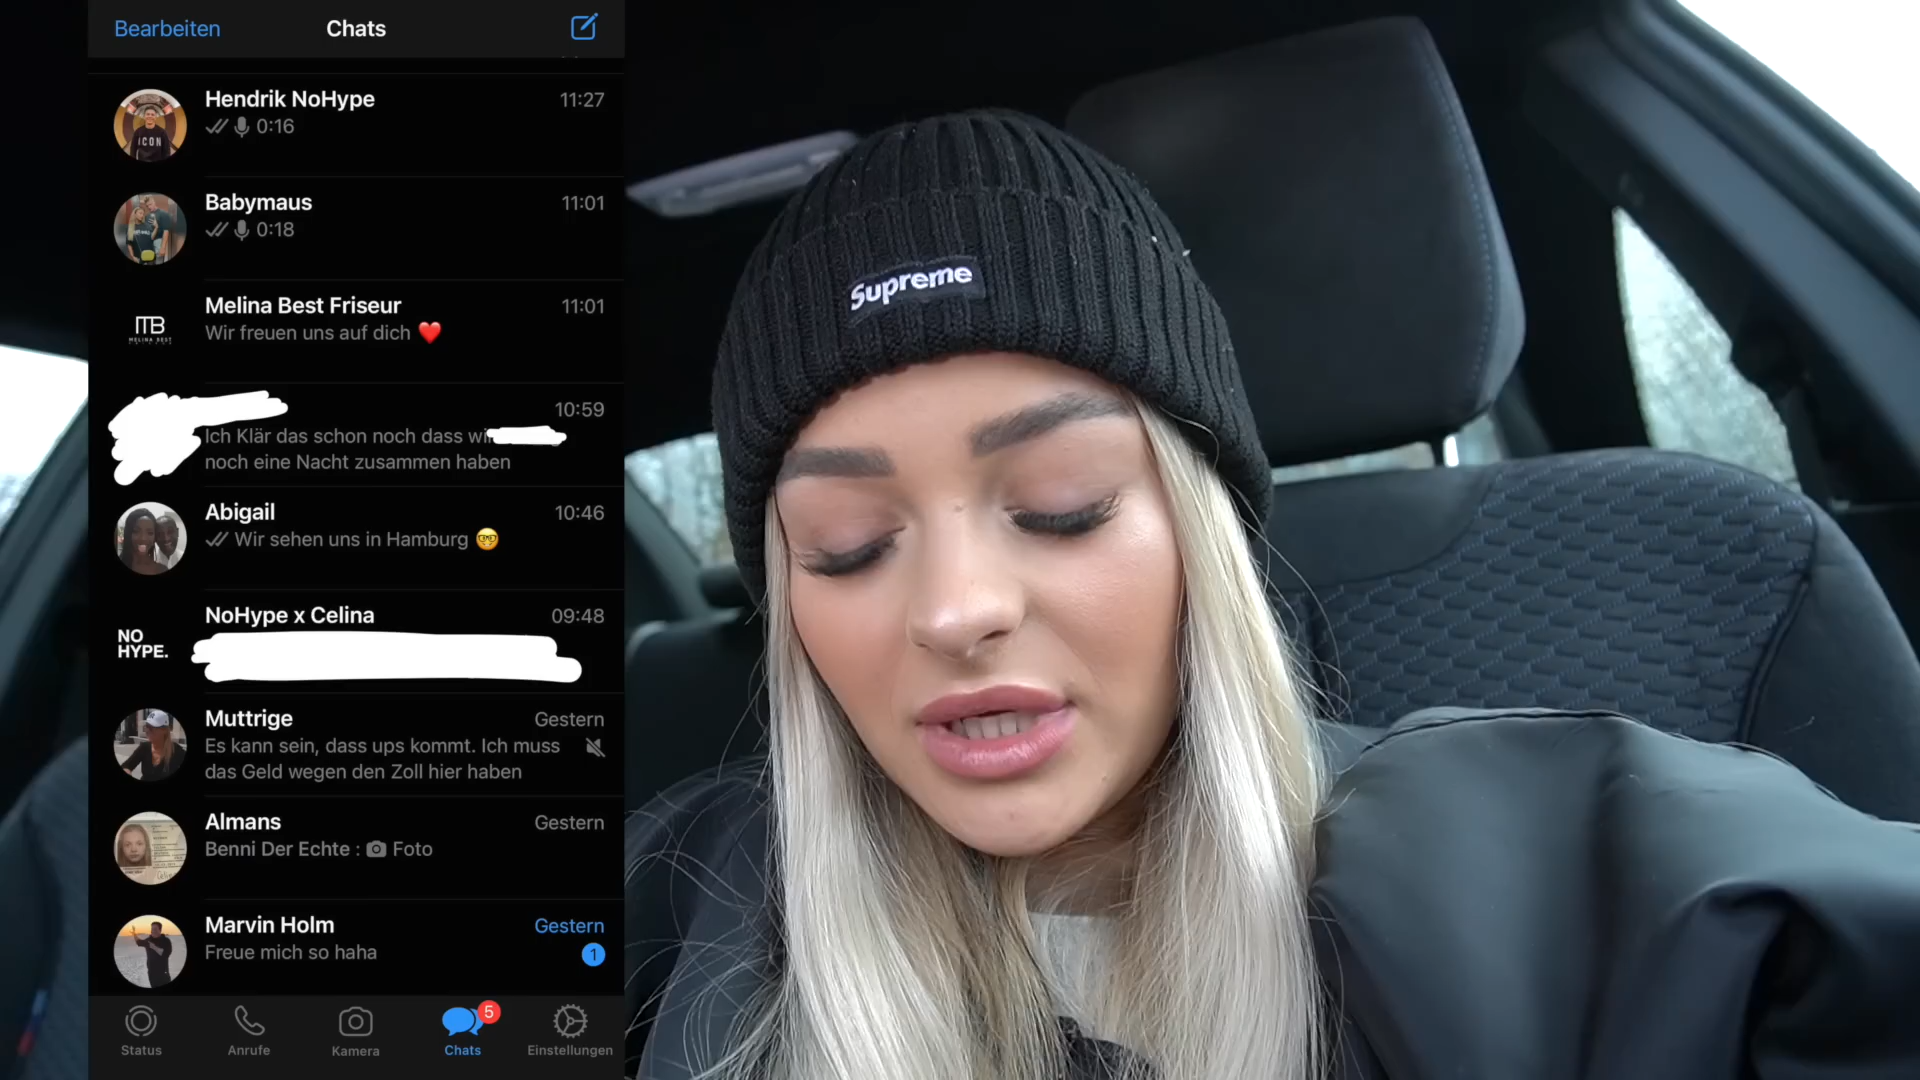 Bearbeiten
Chats
Hendrik NoHype
11:27
0:16
ICON
Babymaus
11:01
0:18
Melina Best Friseur
11:01
Wir freuen uns auf dich ❤️
MELINA BEST
10:59
Ich Klär das schon noch dass wi
noch eine Nacht zusammen haben
Abigail
10:46
Wir sehen uns in Hamburg 🤓
NoHype x Celina
09:48
NO
HYPE.
Muttrige
Gestern
Es kann sein, dass ups kommt. Ich muss
das Geld wegen den Zoll hier haben
Almans
Gestern
Benni Der Echte : Foto
Marvin Holm
Gestern
Freue mich so haha
1
5
Status
Anrufe
Kamera
Chats
Einstellungen
Supreme